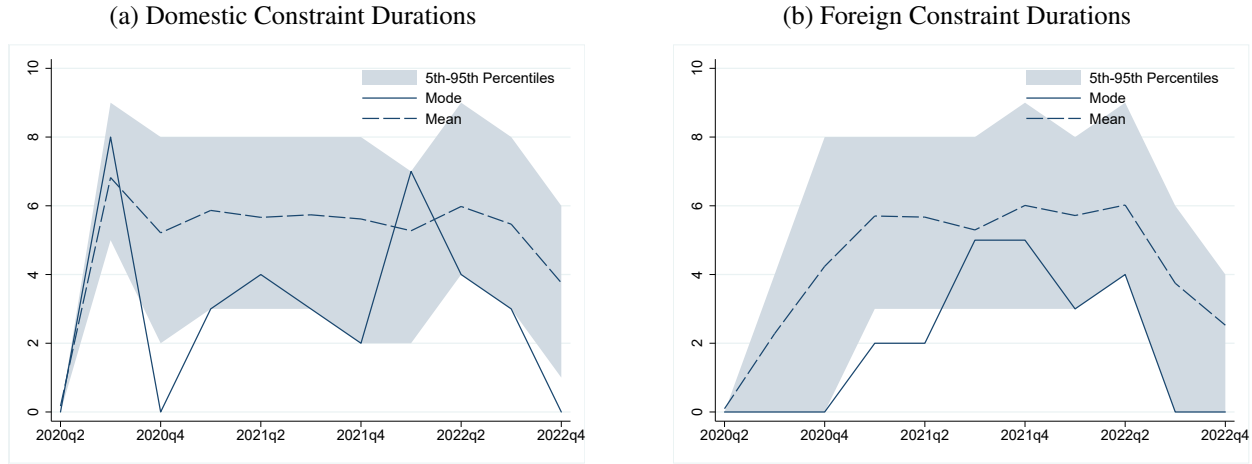 (a) Domestic Constraint Durations
10
8
6
4
2
0
5th-95th Percentiles
Mode
Mean
2020q2 2020q4 2021q2 2021q4 2022q2 2022q4
(b) Foreign Constraint Durations
10
8
6
4
2
0
5th-95th Percentiles
Mode
Mean
2020q2 2020q4 2021q2 2021q4 2022q2 2022q4